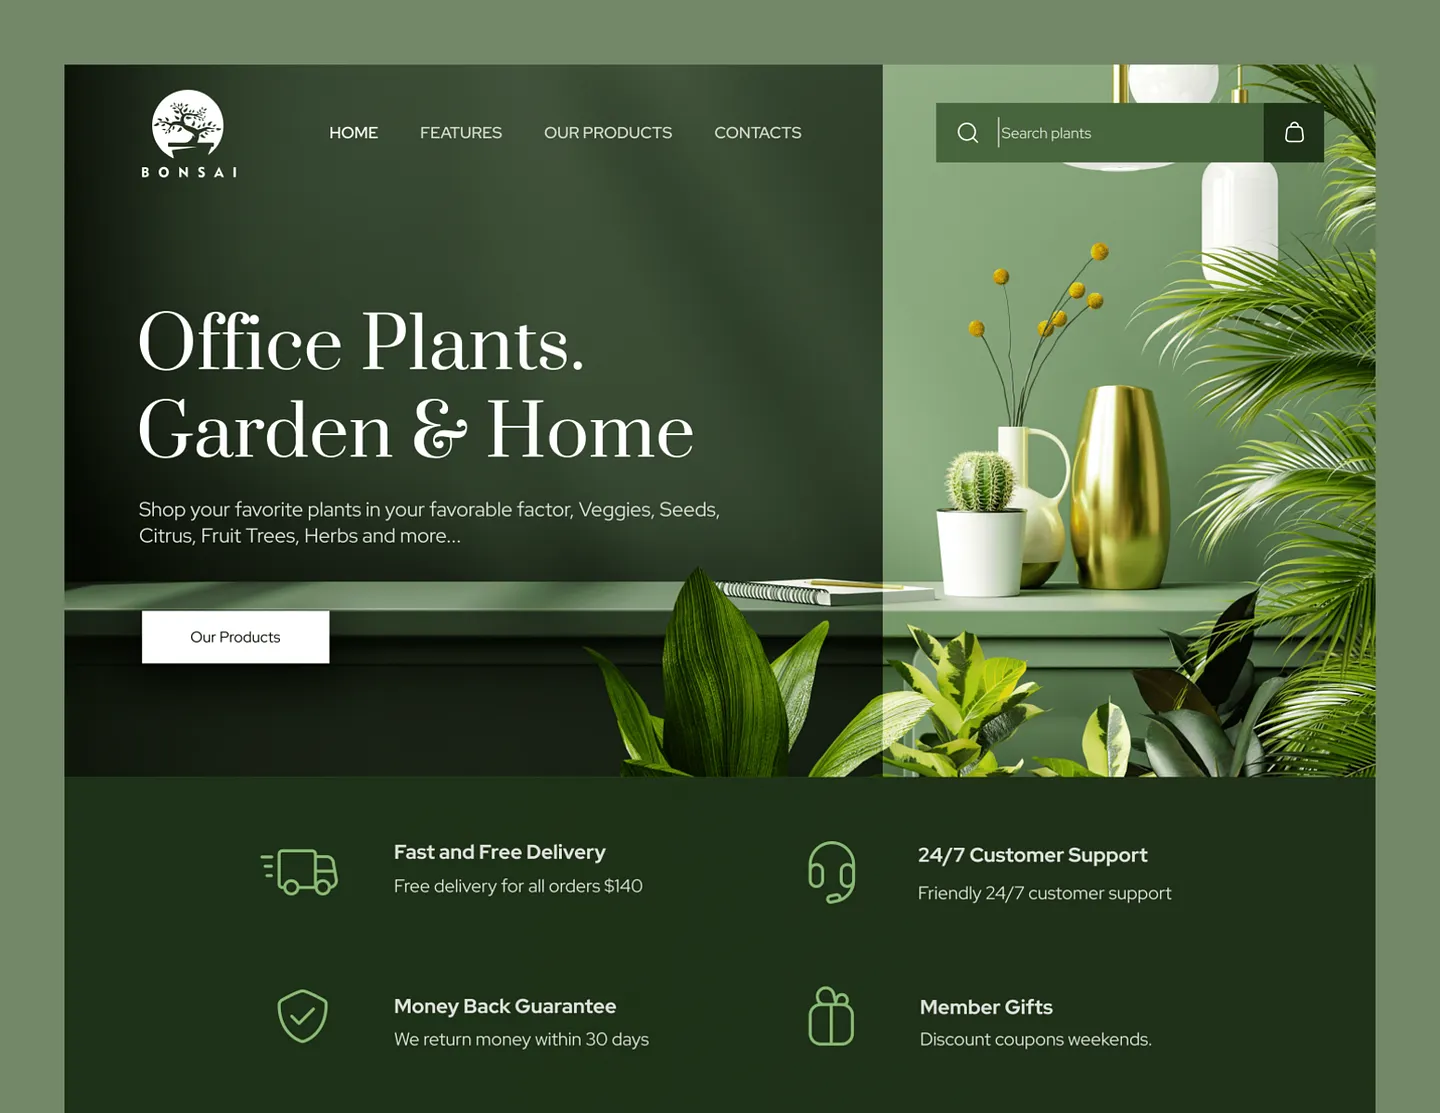 BONSAI
HOME
FEATURES
OUR PRODUCTS
CONTACTS
Search plants
Office Plants.
Garden & Home
Shop your favorite plants in your favorable factor, Veggies, Seeds,
Citrus, Fruit Trees, Herbs and more...
Our Products
Fast and Free Delivery
Free delivery for all orders $140
24/7 Customer Support
Friendly 24/7 customer support
Money Back Guarantee
We return money within 30 days
Member Gifts
Discount coupons weekends.